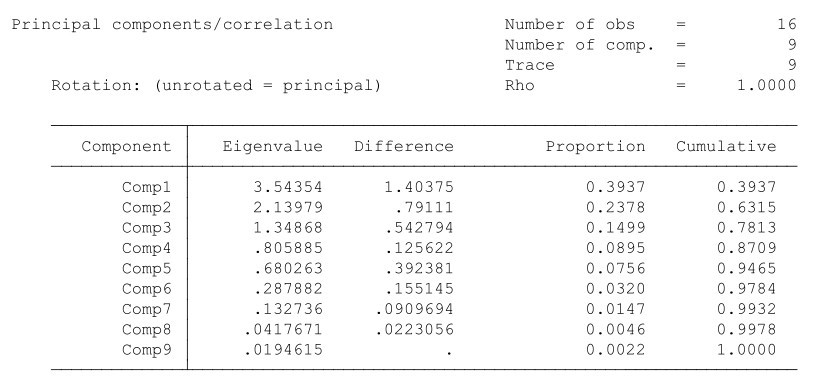 Principal components/correlation Number of obs = 16
Number of comp. = 9
Trace = 9
Rotation: (unrotated = principal) Rho = 1.0000
Component Eigenvalue Difference Proportion Cumulative
Comp1 3.54354 1.40375 0.3937 0.3937
Comp2 2.13979 .79111 0.2378 0.6315
Comp3 1.34868 .542794 0.1499 0.7813
Comp4 .805885 .125622 0.0895 0.8709
Comp5 .680263 .392381 0.0756 0.9465
Comp6 .287882 .155145 0.0320 0.9784
Comp7 .132736 .0909694 0.0147 0.9932
Comp8 .0417671 .0223056 0.0046 0.9978
Comp9 .0194615 . 0.0022 1.0000